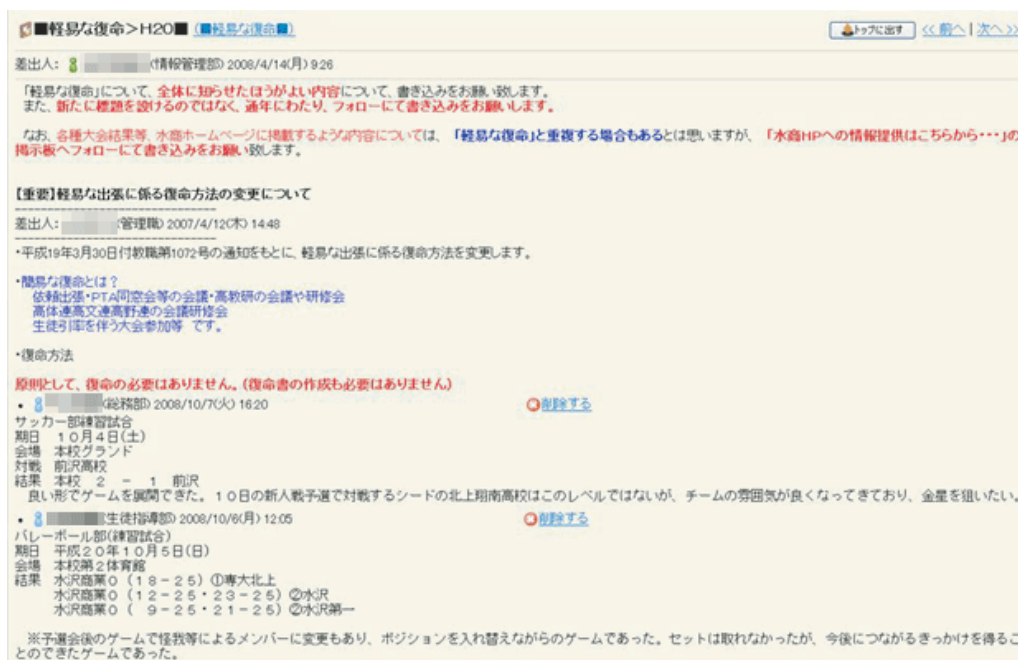 ■軽易な復命>H20■ (■軽易な復命■) トップに出す << 前へ | 次へ >>
差出人: (情報管理部) 2008/4/14(月) 9:26
「軽易な復命」について、全体に知らせたほうがよい内容について、書き込みをお願い致します。
また、新たに標題を設けるのではなく、通年にわたり、フォローにて書き込みをお願いします。
なお、各種大会結果等、水商ホームページに掲載するような内容については、「軽易な復命」と重複する場合もあるとは思いますが、「水商HPへの情報提供はこちらから・・・」の
掲示板へフォローにて書き込みをお願い致します。
【重要】軽易な出張に係る復命方法の変更について
------------------------------
差出人: (管理職) 2007/4/12(木) 14:48
------------------------------
・平成19年3月30日付教職第1072号の通知をもとに、軽易な出張に係る復命方法を変更します。
・簡易な復命とは？
依頼出張・PTA同窓会等の会議・高教研の会議や研修会
高体連高文連高野連の会議研修会
生徒引率を伴う大会参加等 です。
・復命方法
原則として、復命の必要はありません。(復命書の作成も必要はありません)
• (総務部) 2008/10/7(火) 16:20 削除する
サッカー部練習試合
期日 １０月４日(土)
会場 本校グランド
対戦 前沢高校
結果 本校 ２ － １ 前沢
良い形でゲームを展開できた。１０日の新人戦予選で対戦するシードの北上翔南高校はこのレベルではないが、チームの雰囲気が良くなってきており、金星を狙いたい。
• (生徒指導部) 2008/10/6(月) 12:05 削除する
バレーボール部(練習試合)
期日 平成２０年１０月５日(日)
会場 本校第２体育館
結果 水沢商業０（１８－２５）①専大北上
水沢商業０（１２－２５・２３－２５）②水沢
水沢商業０（ ９－２５・２１－２５）②水沢第一
※予選会後のゲームで怪我等によるメンバーに変更もあり、ポジションを入れ替えながらのゲームであった。セットは取れなかったが、今後につながるきっかけを得るこ
とのできたゲームであった。